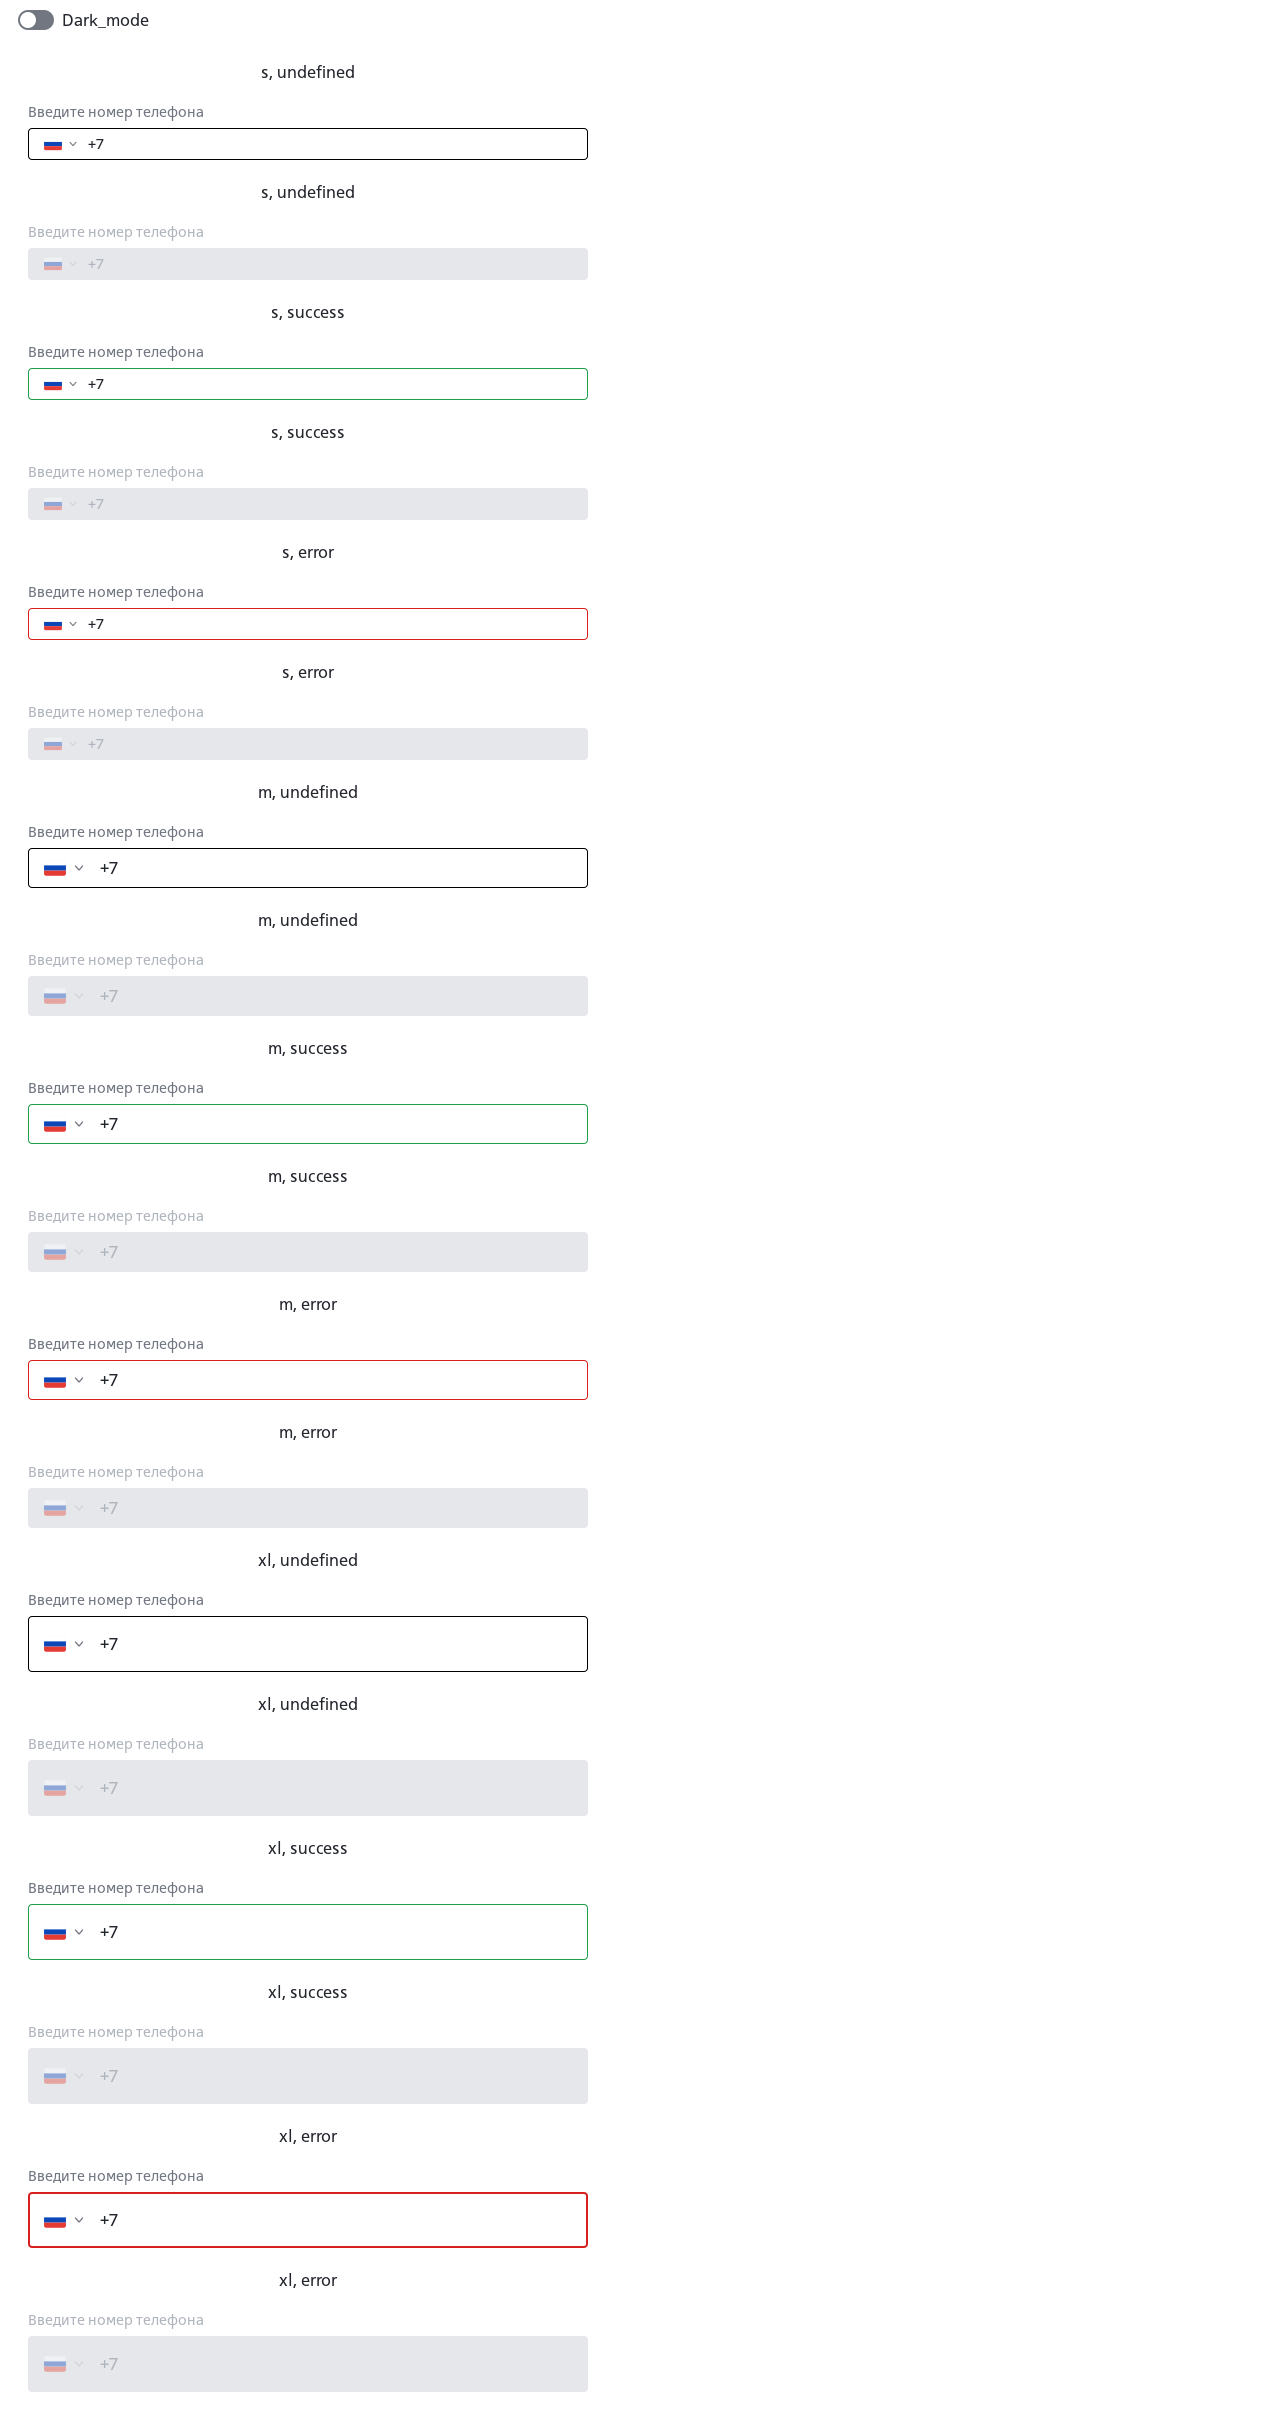 Dark_mode
s, undefined
Введите номер телефона
+7
s, undefined
Введите номер телефона
+7
s, success
Введите номер телефона
+7
s, success
Введите номер телефона
+7
s, error
Введите номер телефона
+7
s, error
Введите номер телефона
+7
m, undefined
Введите номер телефона
+7
m, undefined
Введите номер телефона
+7
m, success
Введите номер телефона
+7
m, success
Введите номер телефона
+7
m, error
Введите номер телефона
+7
m, error
Введите номер телефона
+7
xl, undefined
Введите номер телефона
+7
xl, undefined
Введите номер телефона
+7
xl, success
Введите номер телефона
+7
xl, success
Введите номер телефона
+7
xl, error
Введите номер телефона
+7
xl, error
Введите номер телефона
+7